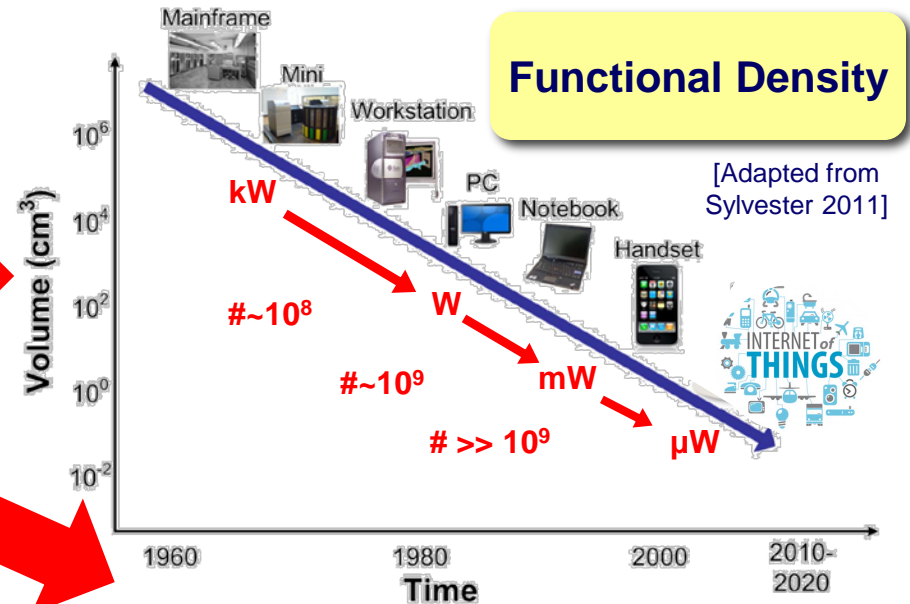 Functional Density
[Adapted from
Sylvester 2011]
Mainframe
Mini
Workstation
PC
Notebook
Handset
INTERNET of
THINGS
kW
W
mW
µW
#~10⁸
#~10⁹
# >> 10⁹
Volume (cm³)
10⁶
10⁴
10²
10⁰
10⁻²
1960
1980
2000
2010-
2020
Time